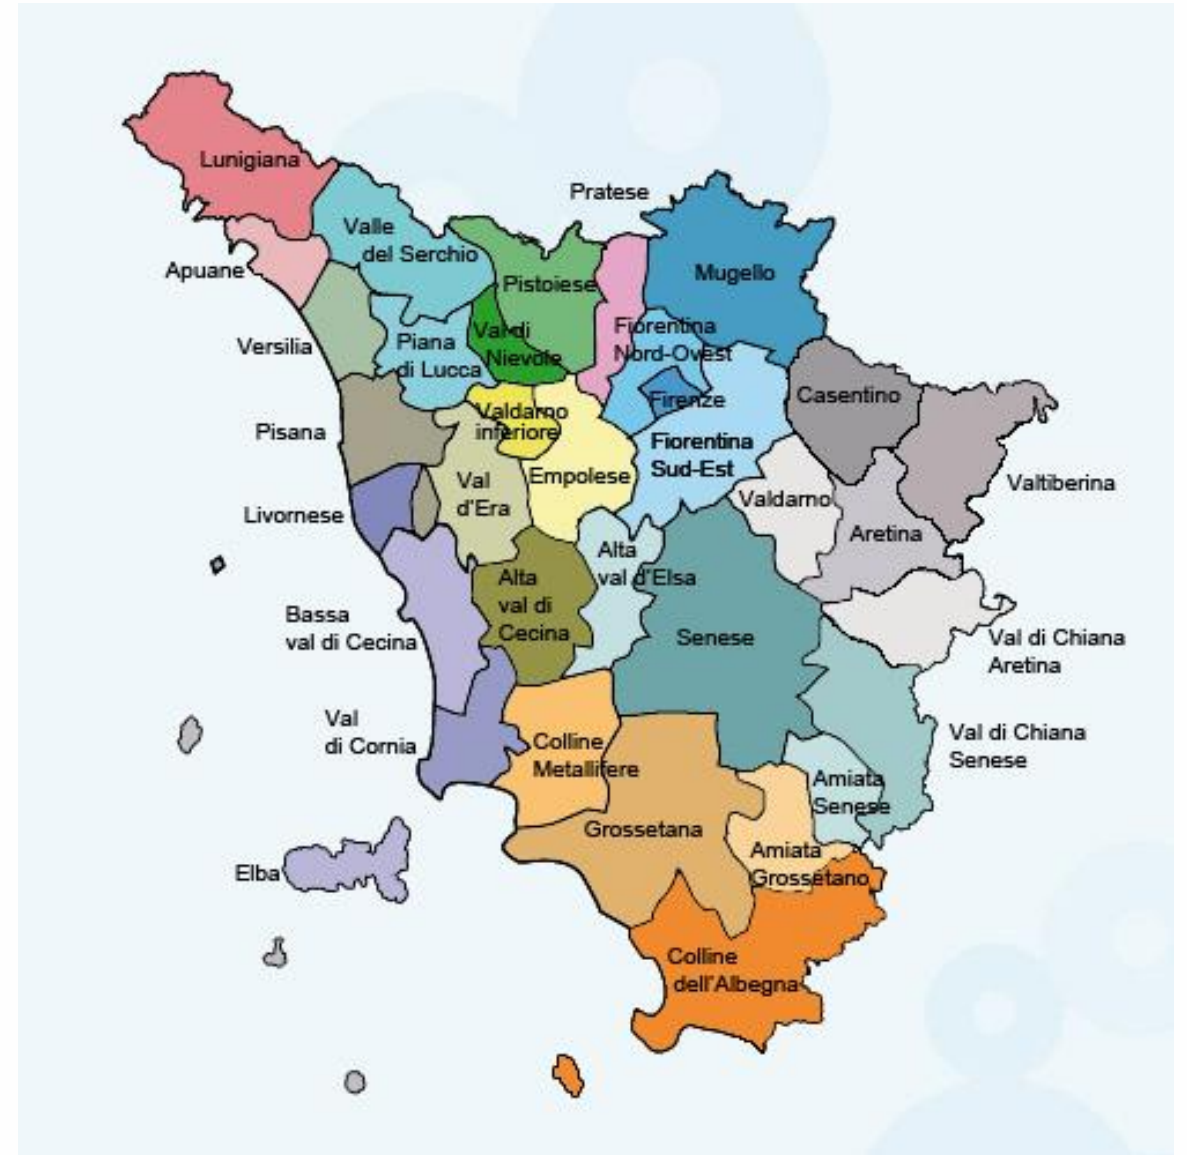 Lunigiana
Pratese
Valle
del Serchio
Apuane
Pistoiese
Mugello
Versilia
Piana
di Lucca
Val di
Nievole
Fiorentina
Nord-Ovest
Firenze
Casentino
Pisana
Valdarno
inferiore
Fiorentina
Sud-Est
Empolese
Val
d'Era
Valdarno
Valtiberina
Livornese
Aretina
Alta
val d'Elsa
Alta
val di
Cecina
Bassa
val di Cecina
Senese
Val di Chiana
Aretina
Val
di Cornia
Colline
Metallifere
Val di Chiana
Senese
Amiata
Senese
Grossetana
Amiata
Grossetano
Elba
Colline
dell'Albegna